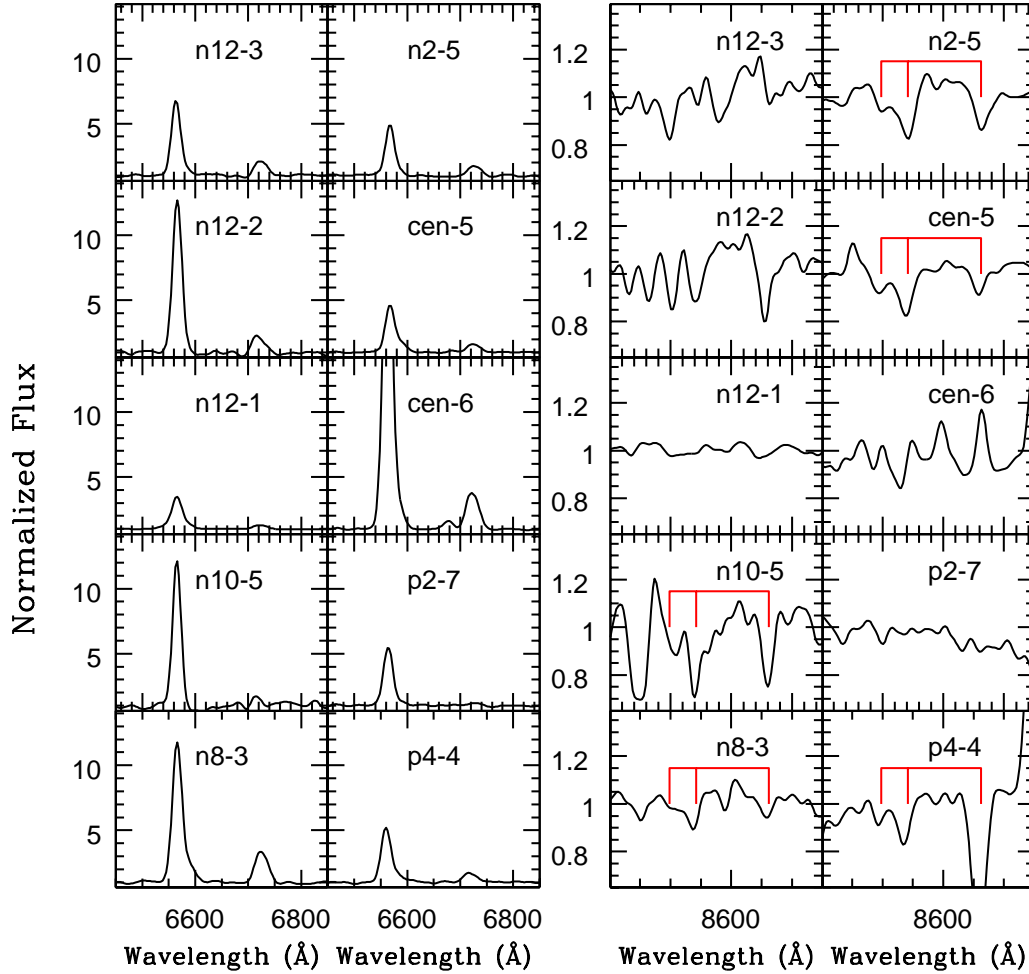 n12-3 n2-5 n12-3 n2-5
10 1.2
5 1
0.8
n12-2 cen-5 n12-2 cen-5
10 1.2
5 1
0.8
n12-1 cen-6 n12-1 cen-6
10 1.2
5 1
0.8
n10-5 p2-7 n10-5 p2-7
10 1.2
5 1
0.8
n8-3 p4-4 n8-3 p4-4
10 1.2
5 1
0.8
Normalized Flux
6600 6800 6600 6800 8600 8600
Wavelength (Å) Wavelength (Å) Wavelength (Å) Wavelength (Å)